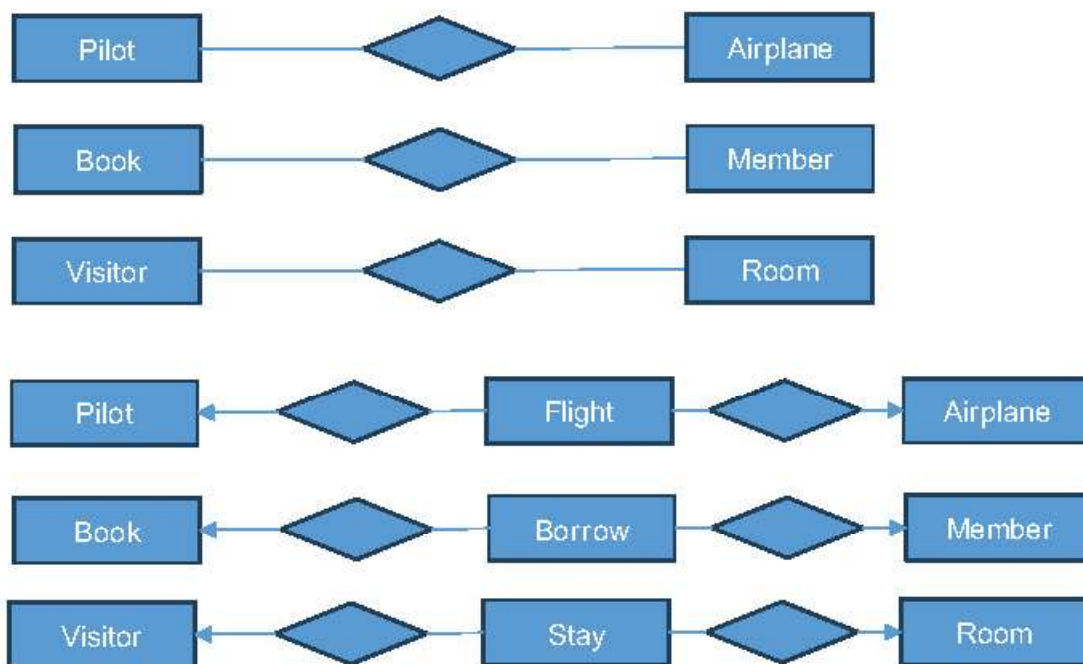 Pilot
Airplane
Book
Member
Visitor
Room
Pilot
Flight
Airplane
Book
Borrow
Member
Visitor
Stay
Room